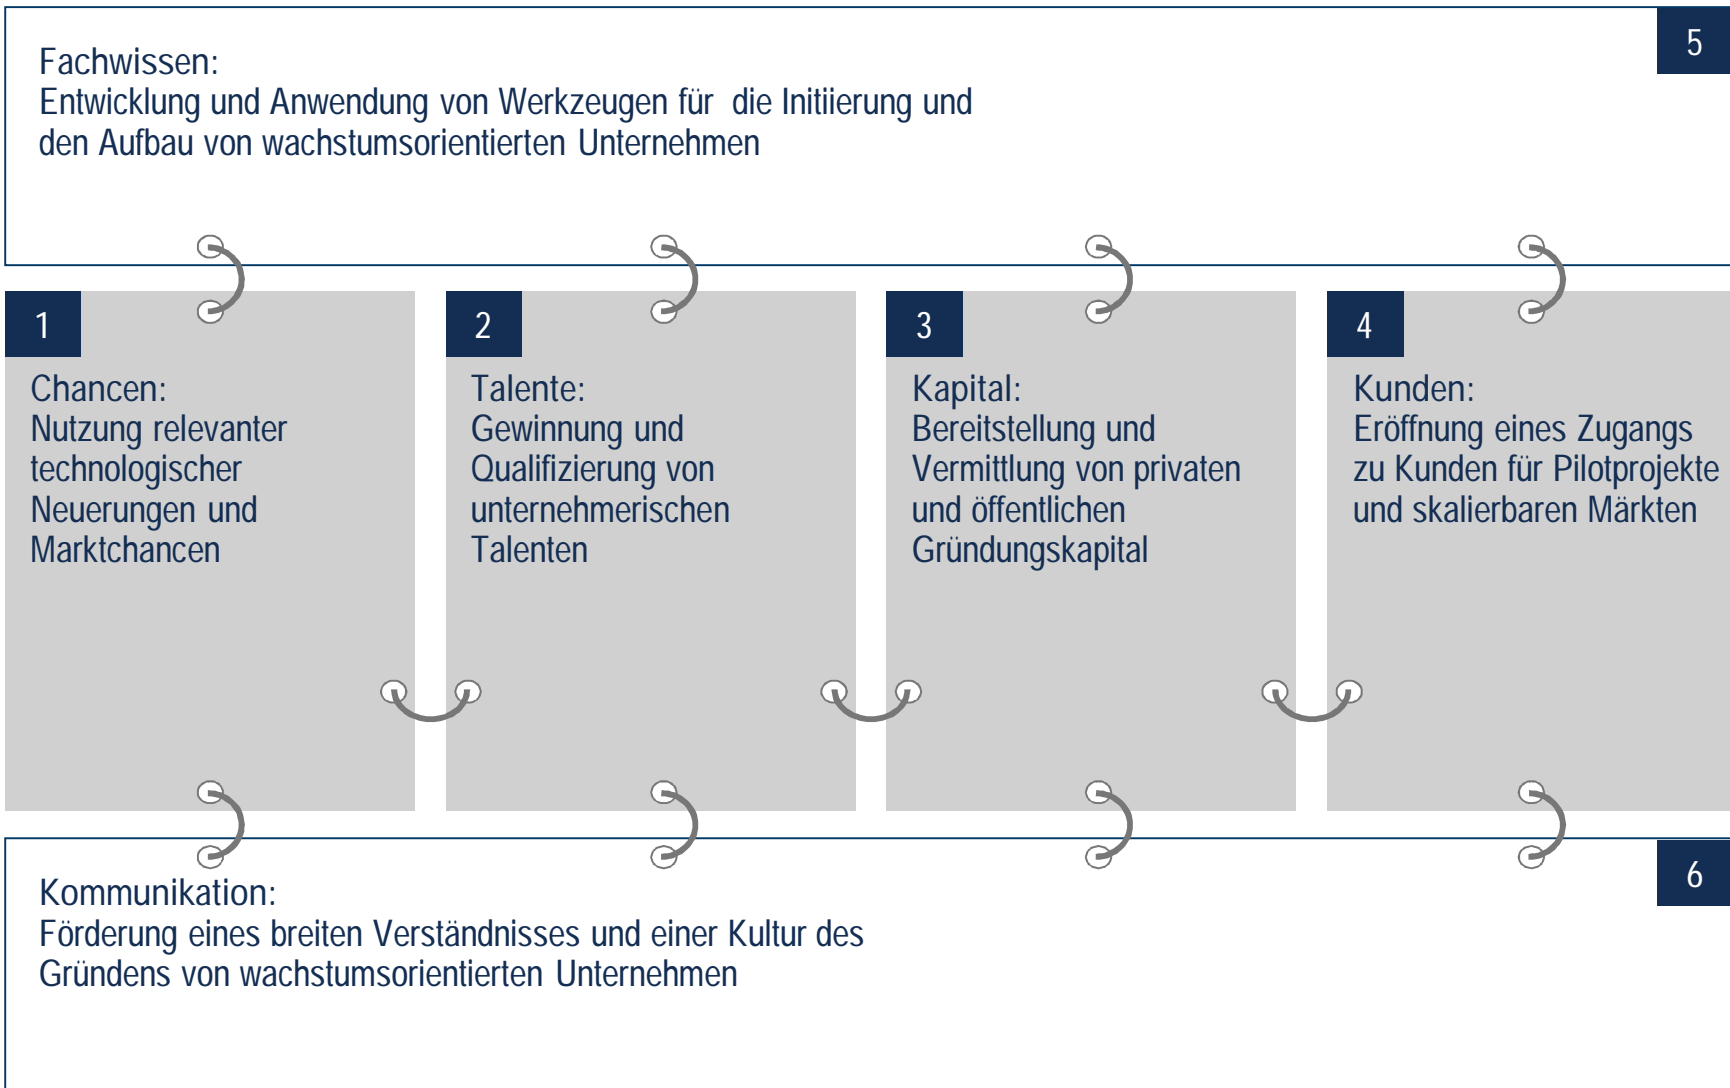 5
Fachwissen:
Entwicklung und Anwendung von Werkzeugen für die Initiierung und
den Aufbau von wachstumsorientierten Unternehmen
1
Chancen:
Nutzung relevanter
technologischer
Neuerungen und
Marktchancen
2
Talente:
Gewinnung und
Qualifizierung von
unternehmerischen
Talenten
3
Kapital:
Bereitstellung und
Vermittlung von privaten
und öffentlichen
Gründungskapital
4
Kunden:
Eröffnung eines Zugangs
zu Kunden für Pilotprojekte
und skalierbaren Märkten
6
Kommunikation:
Förderung eines breiten Verständnisses und einer Kultur des
Gründens von wachstumsorientierten Unternehmen